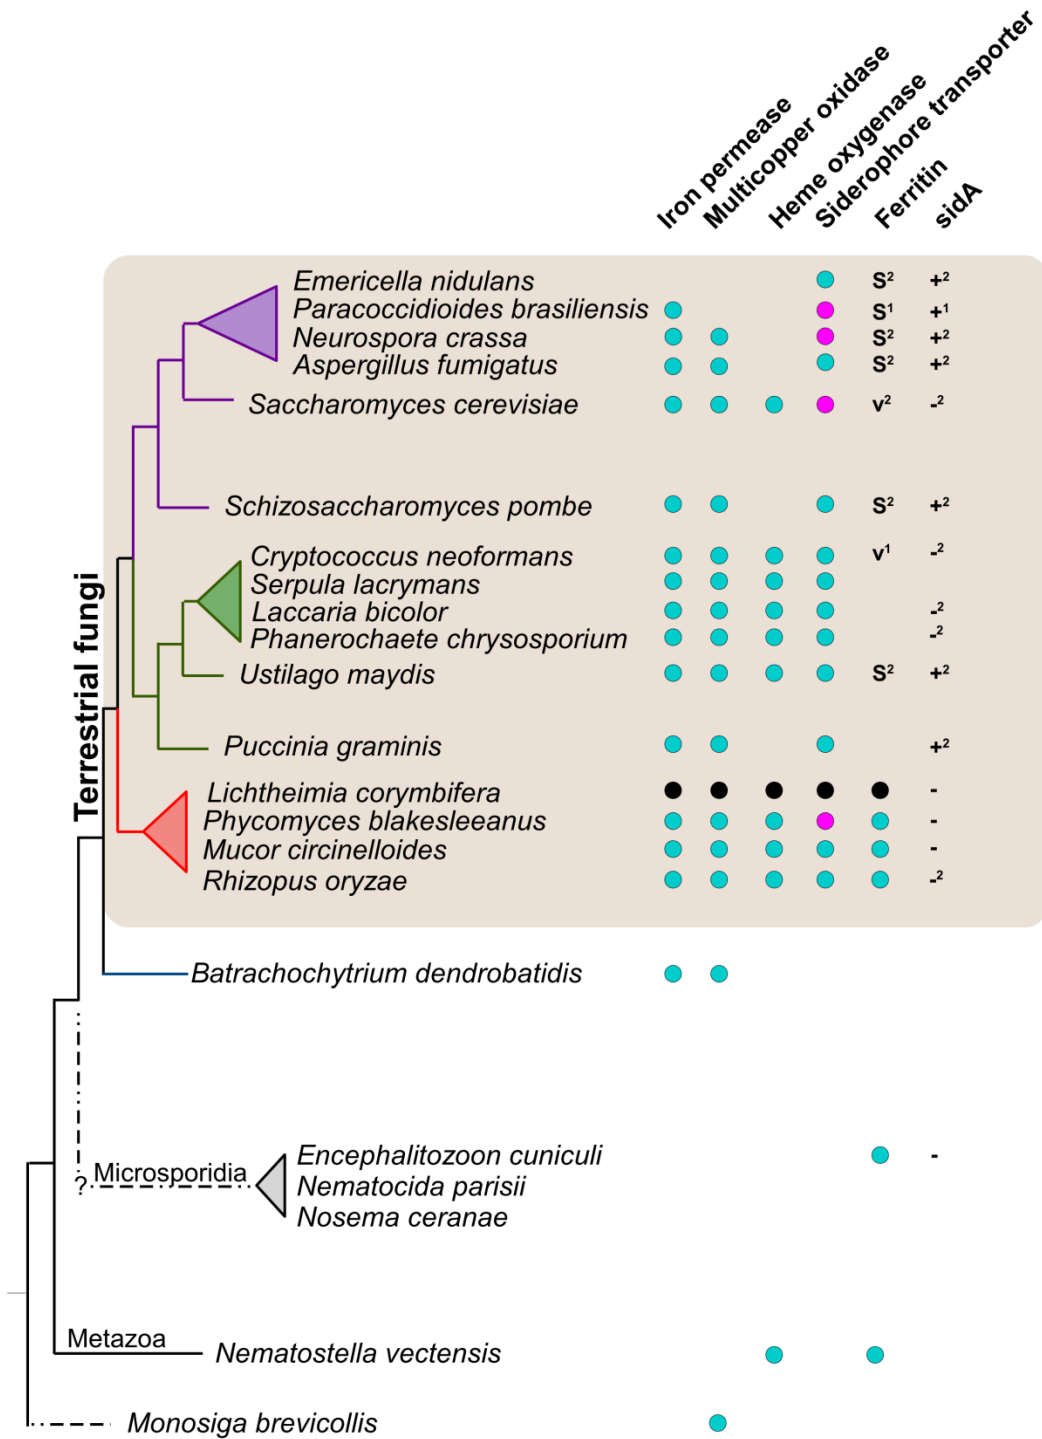 Iron permease
Multicopper oxidase
Heme oxygenase
Siderophore transporter
Ferritin
sidA
Terrestrial fungi
Emericella nidulans S² +²
Paracoccidioides brasiliensis S¹ +¹
Neurospora crassa S² +²
Aspergillus fumigatus S² +²
Saccharomyces cerevisiae v² -²
Schizosaccharomyces pombe S² +²
Cryptococcus neoformans v¹ -²
Serpula lacrymans
Laccaria bicolor -²
Phanerochaete chrysosporium -²
Ustilago maydis S² +²
Puccinia graminis +²
Lichtheimia corymbifera -
Phycomyces blakesleeanus -
Mucor circinelloides -
Rhizopus oryzae -²
Batrachochytrium dendrobatidis
Encephalitozoon cuniculi -
? Microsporidia
Nematocida parisii
Nosema ceranae
Metazoa
Nematostella vectensis
Monosiga brevicollis